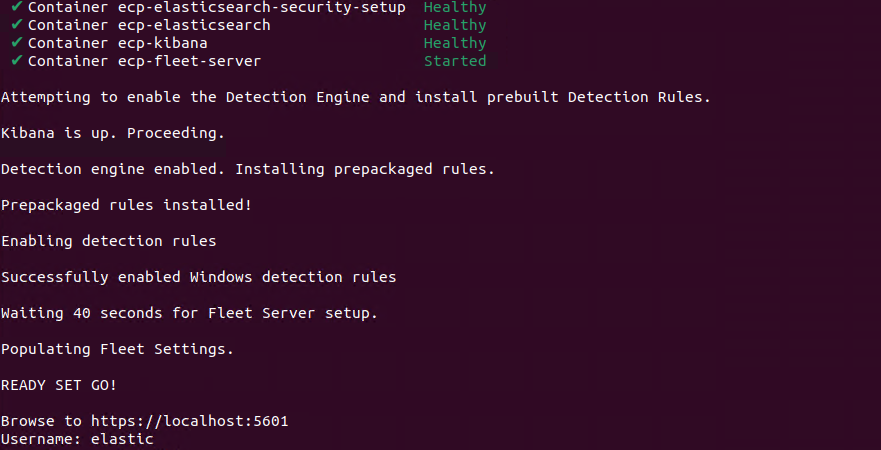 ✔ Container ecp-elasticsearch-security-setup  Healthy
✔ Container ecp-elasticsearch                 Healthy
✔ Container ecp-kibana                        Healthy
✔ Container ecp-fleet-server                  Started
Attempting to enable the Detection Engine and install prebuilt Detection Rules.
Kibana is up. Proceeding.
Detection engine enabled. Installing prepackaged rules.
Prepackaged rules installed!
Enabling detection rules
Successfully enabled Windows detection rules
Waiting 40 seconds for Fleet Server setup.
Populating Fleet Settings.
READY SET GO!
Browse to https://localhost:5601
Username: elastic